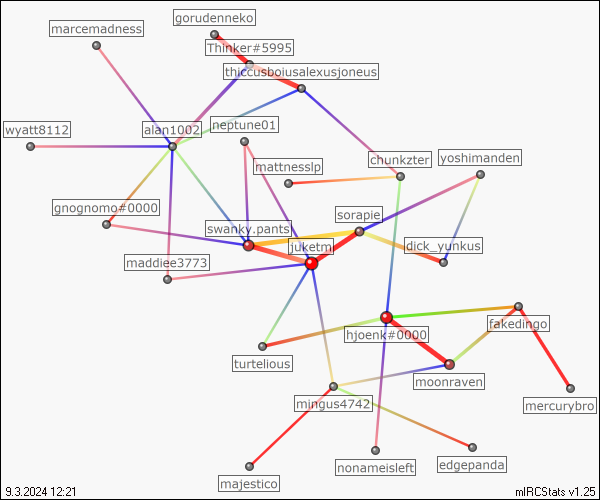 gorudenneko
marcemadness
Thinker#5995
thiccusboiusalexusjoneus
wyatt8112
alan1002
neptune01
mattnesslp
chunkzter
yoshimanden
gnognomo#0000
swanky.pants
sorapie
juketm
dick_yunkus
maddiee3773
fakedingo
hjoenk#0000
turtelious
moonraven
mingus4742
mercurybro
majestico
nonameisleft
edgepanda
9.3.2024 12:21
mIRCStats v1.25